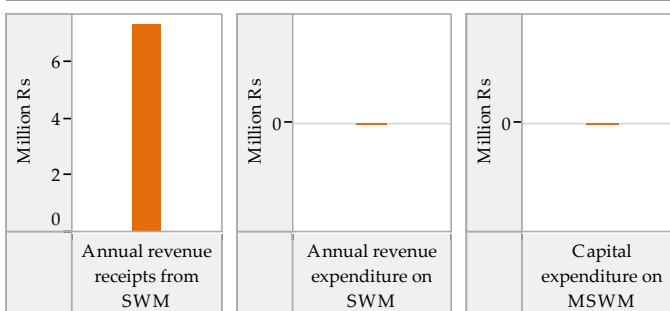 Million Rs
6
4
2
0
Annual revenue
receipts from
SWM
Million Rs
0
Annual revenue
expenditure on
SWM
Million Rs
0
Capital
expenditure on
MSWM